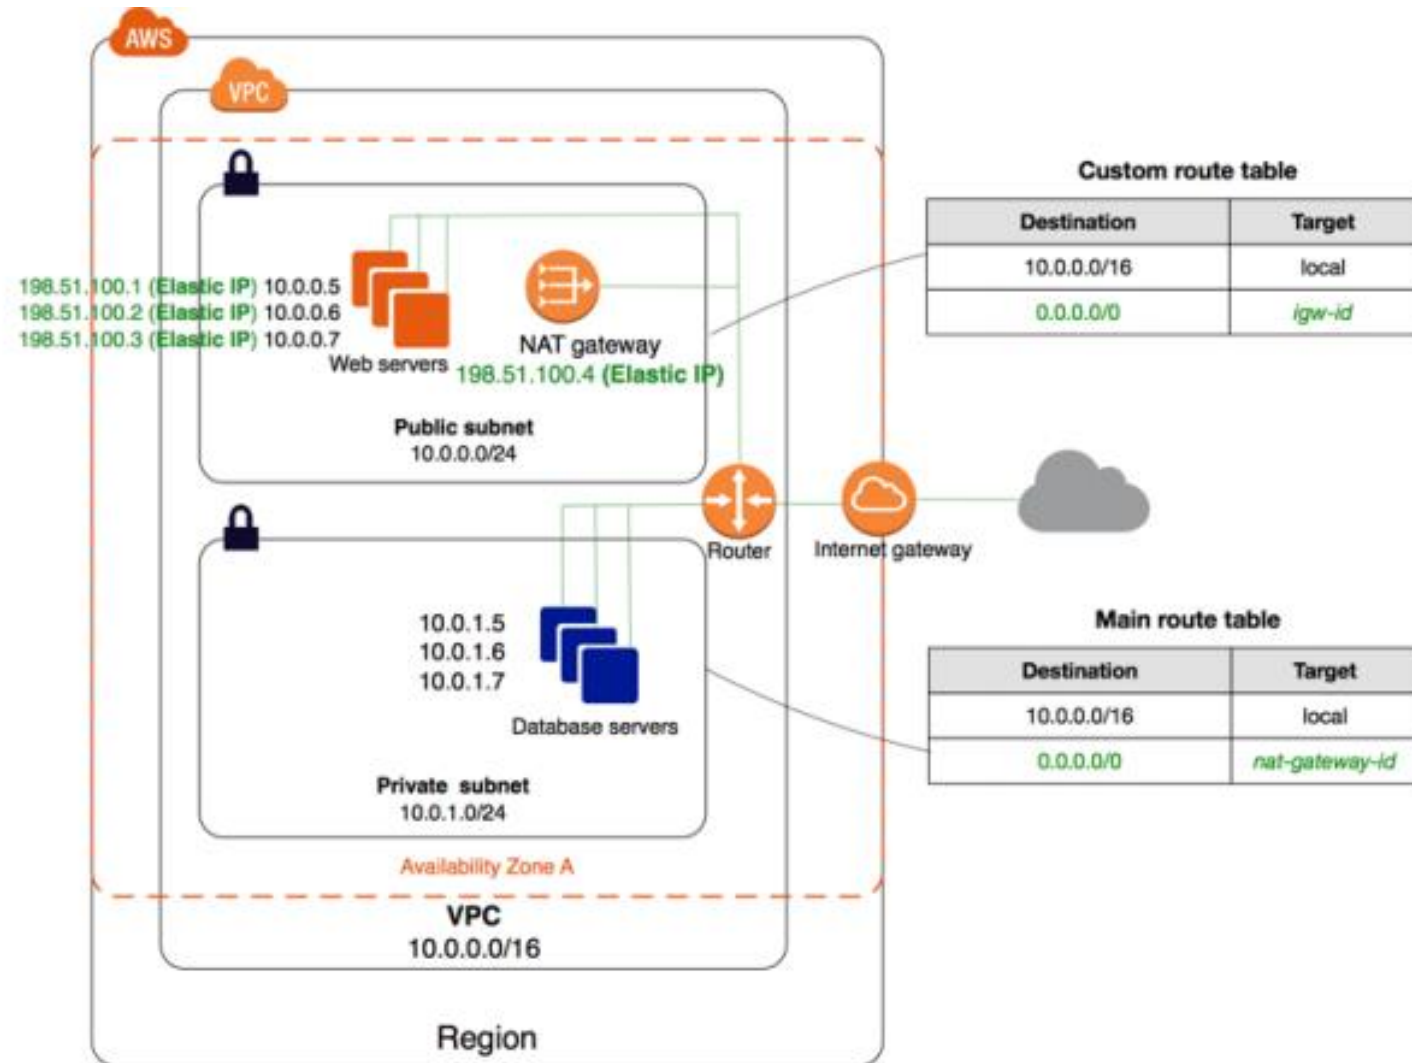 AWS
VPC
198.51.100.1 (Elastic IP) 10.0.0.5
198.51.100.2 (Elastic IP) 10.0.0.6
198.51.100.3 (Elastic IP) 10.0.0.7
Web servers
NAT gateway
198.51.100.4 (Elastic IP)
Public subnet
10.0.0.0/24
Custom route table
Destination Target
10.0.0.0/16 local
0.0.0.0/0 igw-id
Router
Internet gateway
10.0.1.5
10.0.1.6
10.0.1.7
Database servers
Private subnet
10.0.1.0/24
Main route table
Destination Target
10.0.0.0/16 local
0.0.0.0/0 nat-gateway-id
Availability Zone A
VPC
10.0.0.0/16
Region